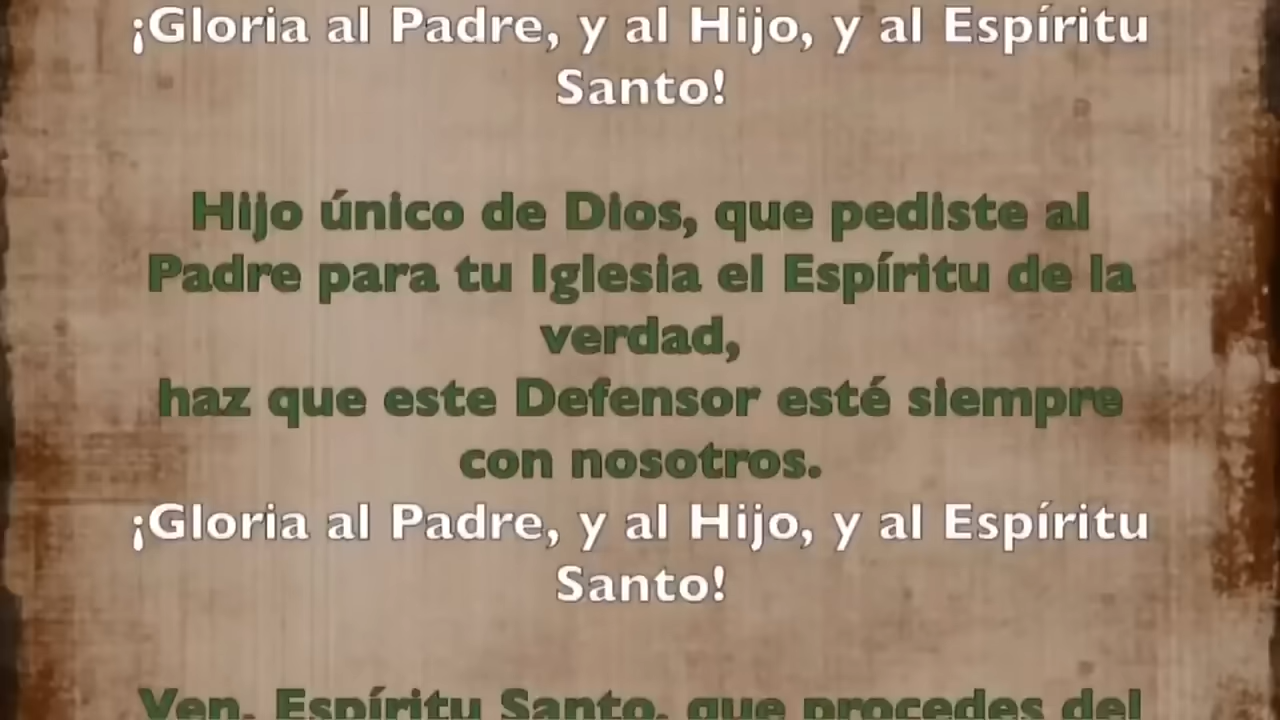 ¡Gloria al Padre, y al Hijo, y al Espíritu
Santo!
Hijo único de Dios, que pediste al
Padre para tu Iglesia el Espíritu de la
verdad,
haz que este Defensor esté siempre
con nosotros.
¡Gloria al Padre, y al Hijo, y al Espíritu
Santo!
Ven, Espíritu Santo, que procedes del